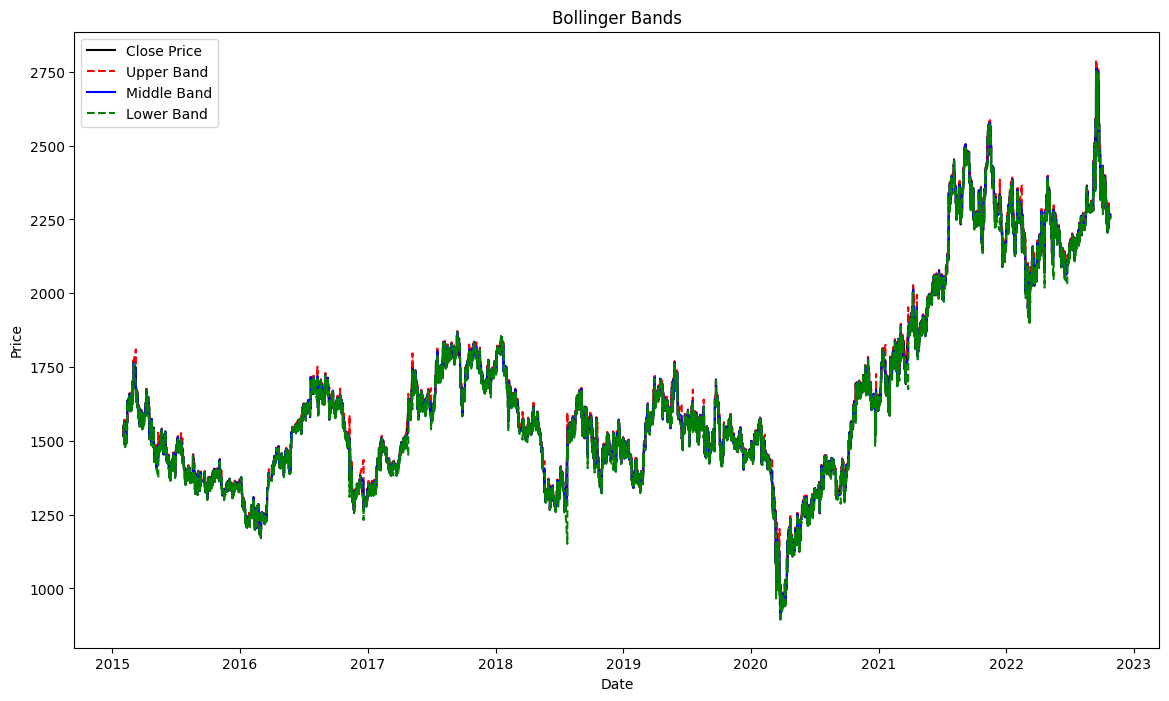 Bollinger Bands
Close Price
Upper Band
Middle Band
Lower Band
Price
2750
2500
2250
2000
1750
1500
1250
1000
2015 2016 2017 2018 2019 2020 2021 2022 2023
Date